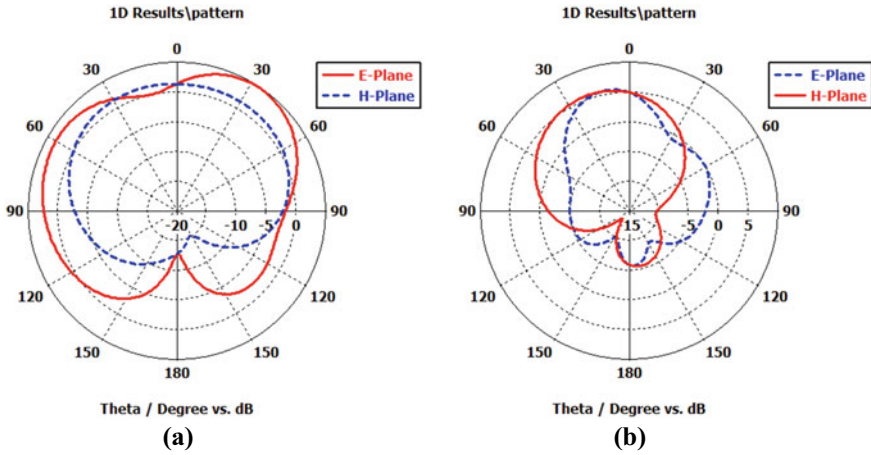 1D Results\pattern
0
30 30
60 60
90 90
-20 -10 -5 0
120 120
150 150
180
E-Plane
H-Plane
Theta / Degree vs. dB
(a)
1D Results\pattern
0
30 30
60 60
90 90
15 -5 0 5
120 120
150 150
180
E-Plane
H-Plane
Theta / Degree vs. dB
(b)